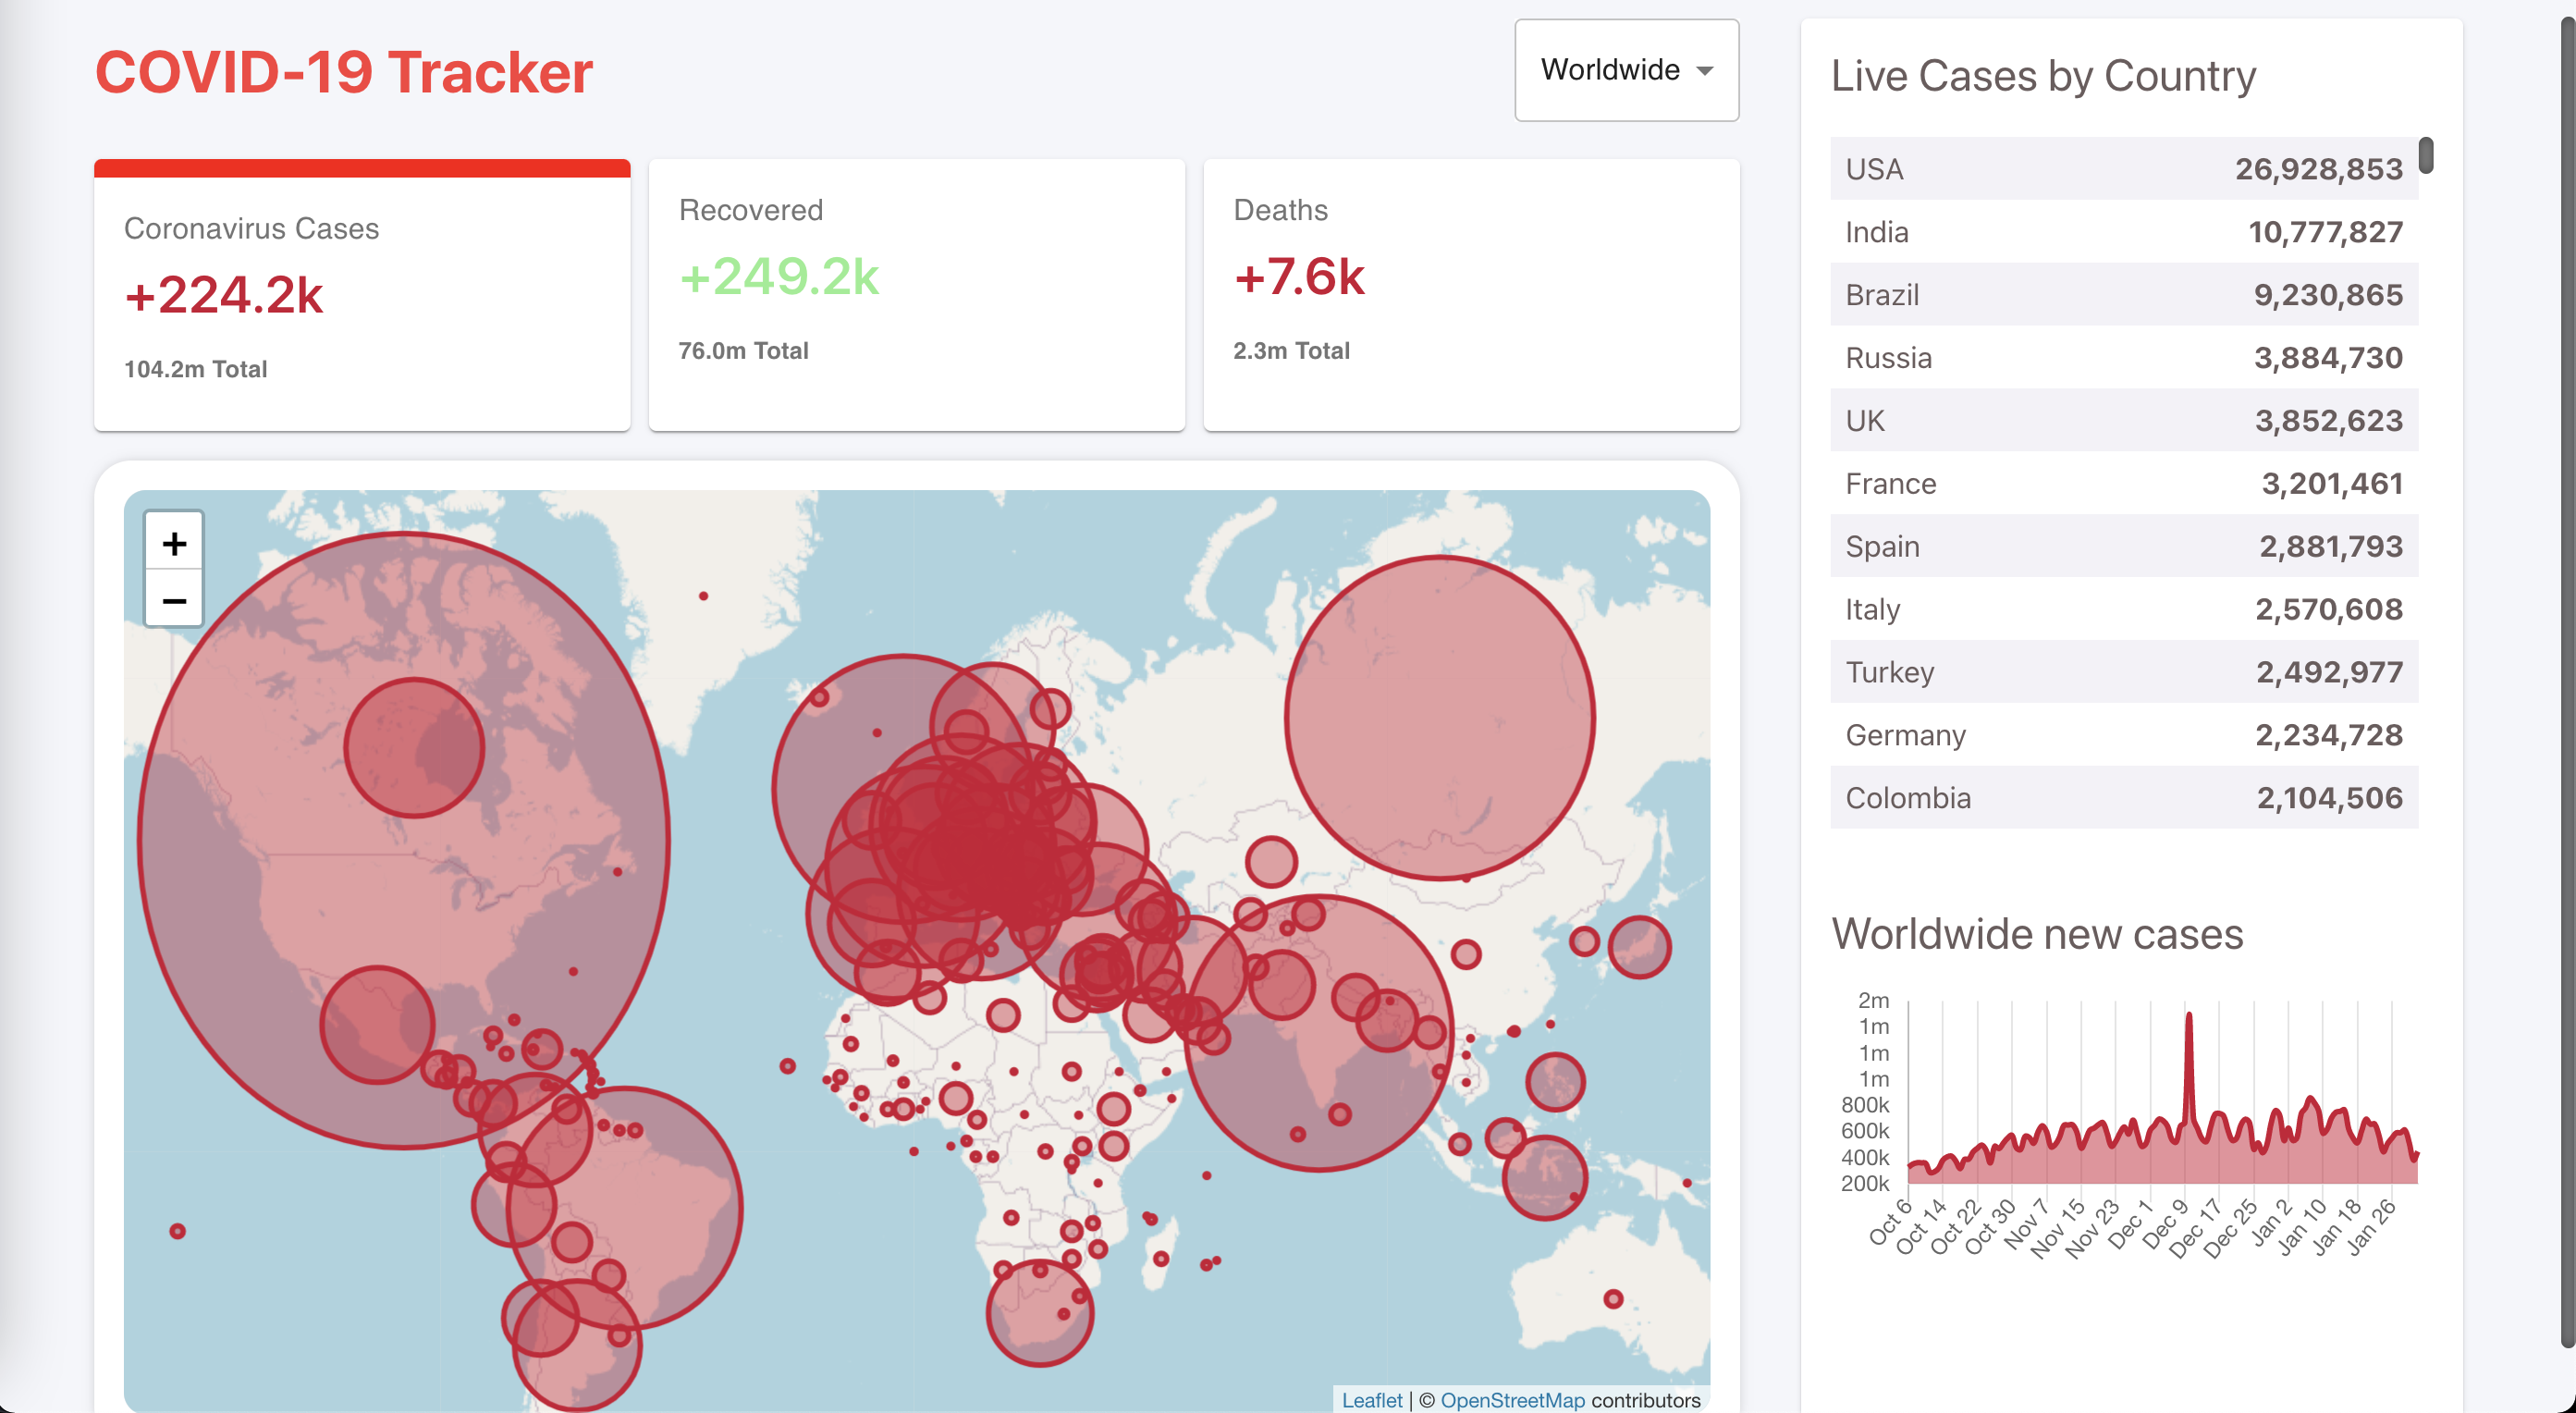 COVID-19 Tracker
Worldwide
Coronavirus Cases
+224.2k
104.2m Total
Recovered
+249.2k
76.0m Total
Deaths
+7.6k
2.3m Total
+
−
Leaflet | © OpenStreetMap contributors
Live Cases by Country
USA 26,928,853
India 10,777,827
Brazil 9,230,865
Russia 3,884,730
UK 3,852,623
France 3,201,461
Spain 2,881,793
Italy 2,570,608
Turkey 2,492,977
Germany 2,234,728
Colombia 2,104,506
Worldwide new cases
2m
1m
1m
1m
800k
600k
400k
200k
Oct 6
Oct 14
Oct 22
Oct 30
Nov 7
Nov 15
Nov 23
Dec 1
Dec 9
Dec 17
Dec 25
Jan 2
Jan 10
Jan 18
Jan 26